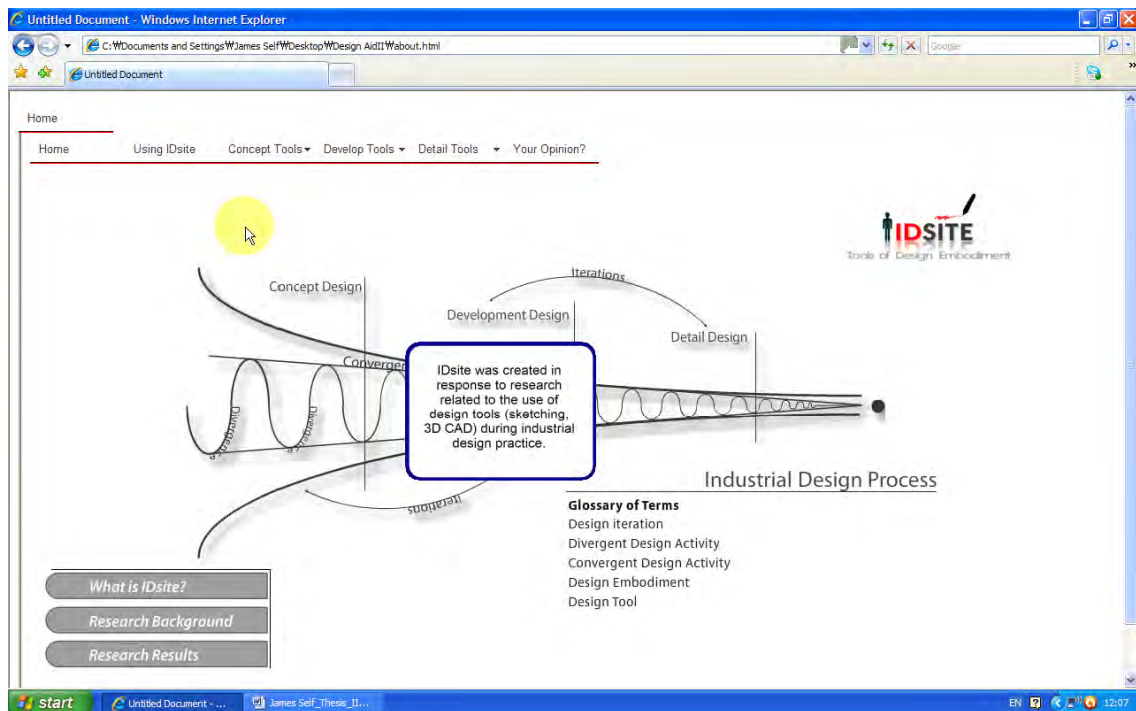 Untitled Document - Windows Internet Explorer
C:₩Documents and Settings₩James Self₩Desktop₩Design AidII₩about.html
Google
Untitled Document
Home
Home Using IDsite Concept Tools Develop Tools Detail Tools Your Opinion?
IDSITE
Tools of Design Embodiment
Iterations
Concept Design
Development Design
Detail Design
Converge
IDsite was created in
response to research
related to the use of
design tools (sketching,
3D CAD) during industrial
design practice.
Divergence
Divergence
Iterations
Industrial Design Process
Glossary of Terms
Design iteration
Divergent Design Activity
Convergent Design Activity
Design Embodiment
Design Tool
What is IDsite?
Research Background
Research Results
start Untitled Document - ... James Self_Thesis_II... EN 12:07